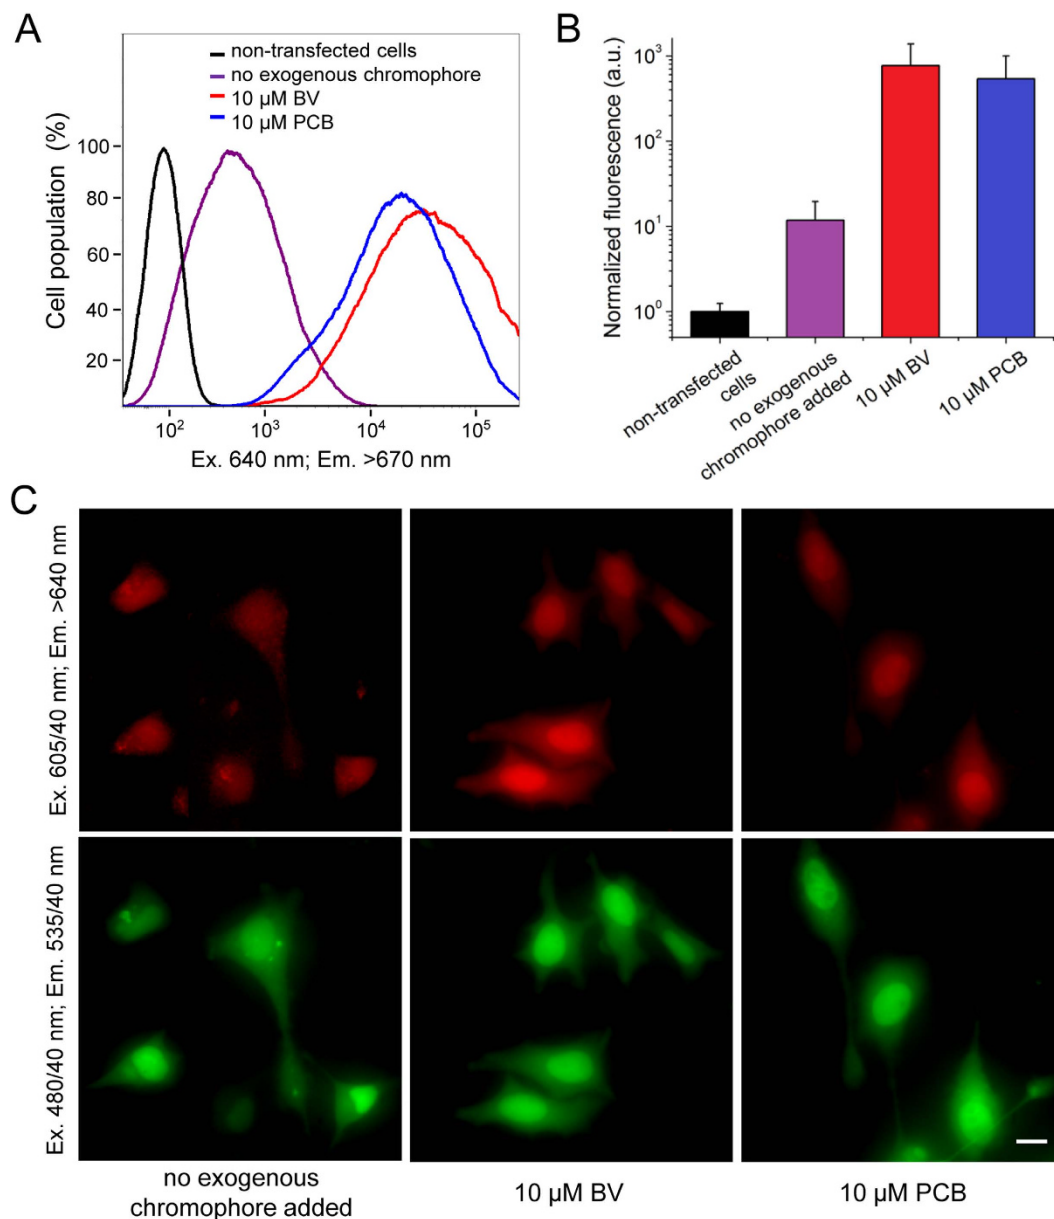 A
non-transfected cells
no exogenous chromophore
10 µM BV
10 µM PCB
Cell population (%)
100
80
60
40
20
10²
10³
10⁴
10⁵
Ex. 640 nm; Em. >670 nm
B
Normalized fluorescence (a.u.)
10³
10²
10¹
10⁰
non-transfected
cells
no exogenous
chromophore added
10 µM BV
10 µM PCB
C
Ex. 605/40 nm; Em. >640 nm
Ex. 480/40 nm; Em. 535/40 nm
no exogenous
chromophore added
10 µM BV
10 µM PCB